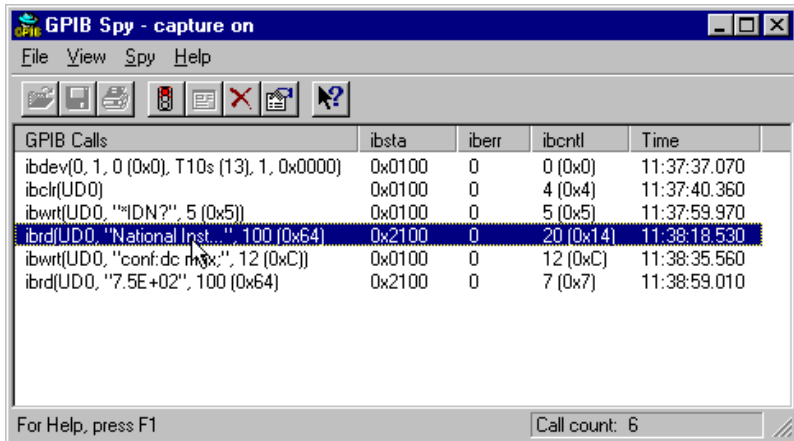 GPIB Spy - capture on
File View Spy Help
GPIB Calls ibsta iberr ibcntl Time
ibdev(0, 1, 0 (0x0), T10s (13), 1, 0x0000) 0x0100 0 0 (0x0) 11:37:37.070
ibclr(UD0) 0x0100 0 4 (0x4) 11:37:40.360
ibwrt(UD0, "*IDN?", 5 (0x5)) 0x0100 0 5 (0x5) 11:37:59.970
ibrd(UD0, "National Inst...", 100 (0x64) 0x2100 0 20 (0x14) 11:38:18.530
ibwrt(UD0, "conf:dc max;", 12 (0xC)) 0x0100 0 12 (0xC) 11:38:35.560
ibrd(UD0, "7.5E+02", 100 (0x64) 0x2100 0 7 (0x7) 11:38:59.010
For Help, press F1 Call count: 6